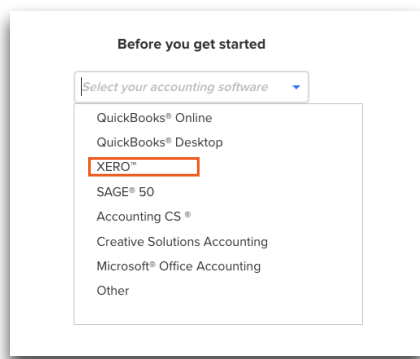 Before you get started
Select your accounting software
QuickBooks® Online
QuickBooks® Desktop
XERO™
SAGE® 50
Accounting CS ®
Creative Solutions Accounting
Microsoft® Office Accounting
Other